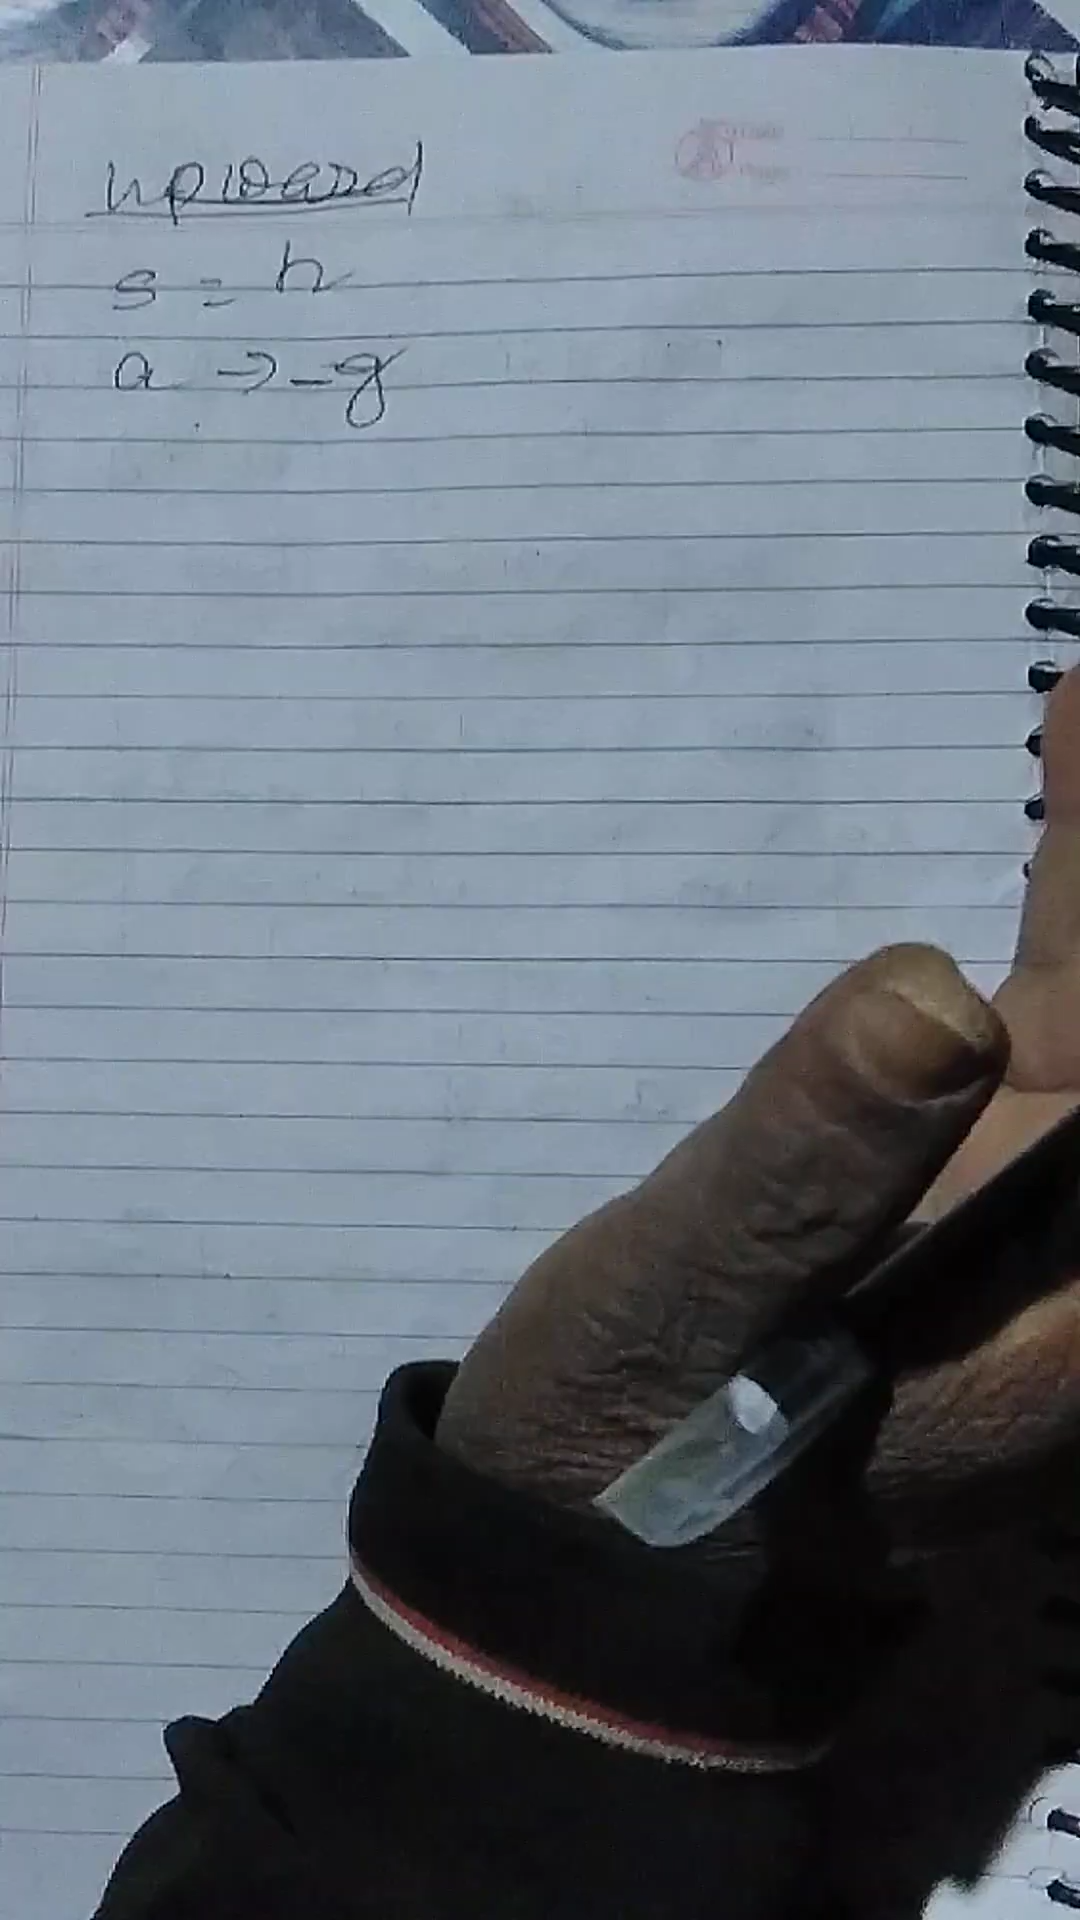 upward
s = h
a → -g